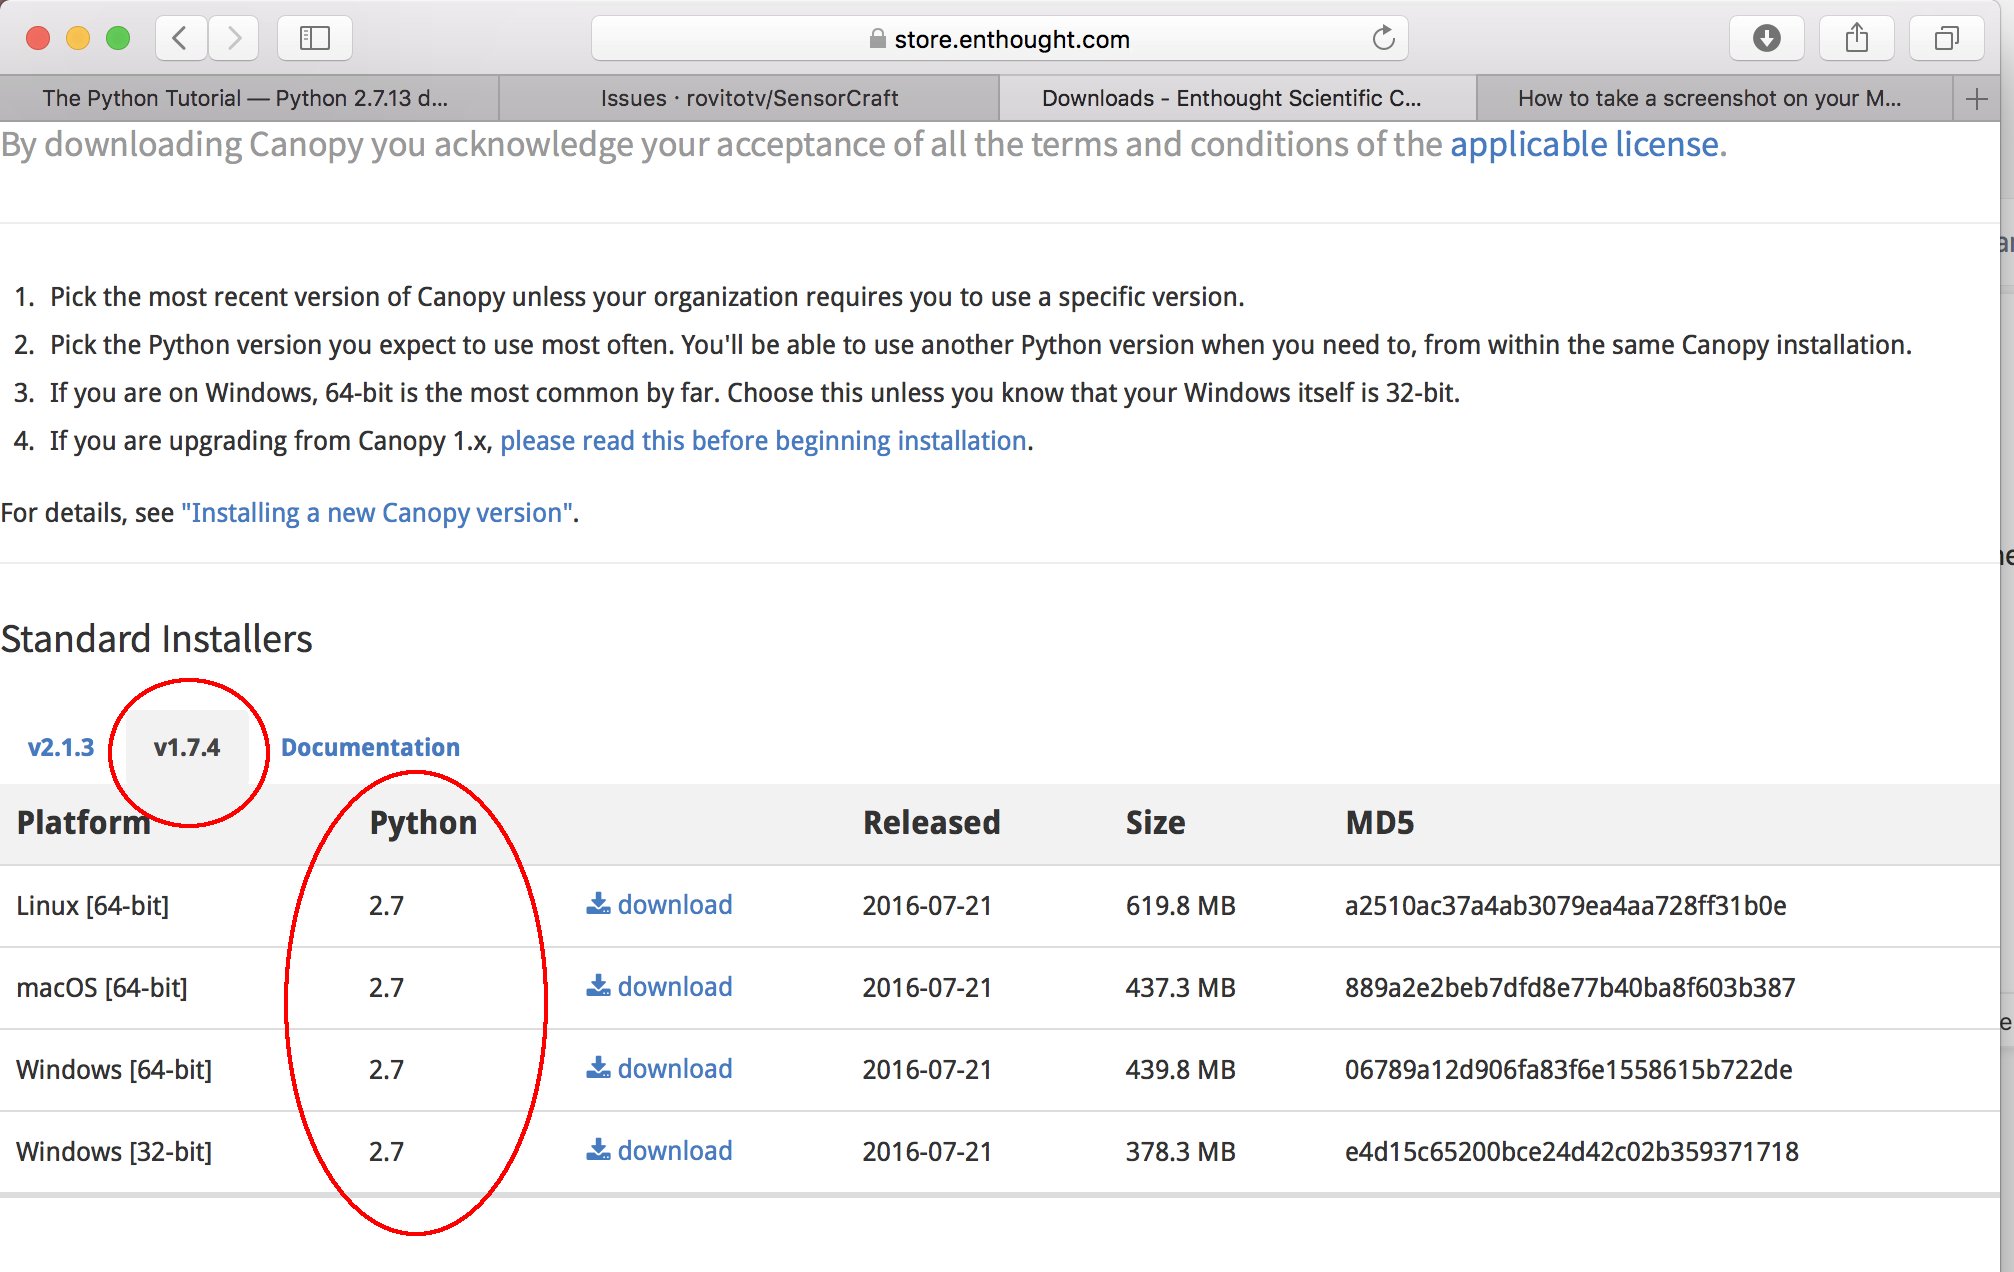 store.enthought.com
The Python Tutorial — Python 2.7.13 d...
Issues · rovitotv/SensorCraft
Downloads - Enthought Scientific C...
How to take a screenshot on your M...
By downloading Canopy you acknowledge your acceptance of all the terms and conditions of the applicable license.
1. Pick the most recent version of Canopy unless your organization requires you to use a specific version.
2. Pick the Python version you expect to use most often. You'll be able to use another Python version when you need to, from within the same Canopy installation.
3. If you are on Windows, 64-bit is the most common by far. Choose this unless you know that your Windows itself is 32-bit.
4. If you are upgrading from Canopy 1.x, please read this before beginning installation.
For details, see "Installing a new Canopy version".
Standard Installers
v2.1.3 v1.7.4 Documentation
Platform Python Released Size MD5
Linux [64-bit] 2.7 download 2016-07-21 619.8 MB a2510ac37a4ab3079ea4aa728ff31b0e
macOS [64-bit] 2.7 download 2016-07-21 437.3 MB 889a2e2beb7dfd8e77b40ba8f603b387
Windows [64-bit] 2.7 download 2016-07-21 439.8 MB 06789a12d906fa83f6e1558615b722de
Windows [32-bit] 2.7 download 2016-07-21 378.3 MB e4d15c65200bce24d42c02b359371718